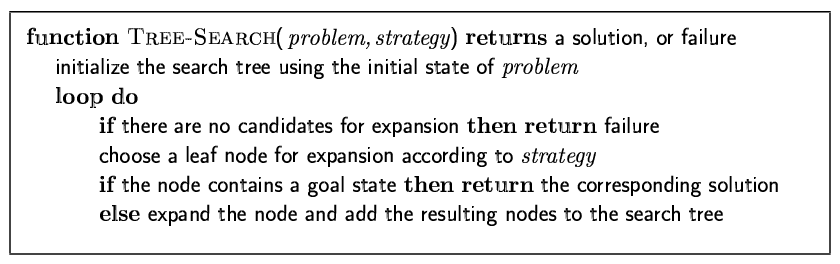 function TREE-SEARCH( problem, strategy) returns a solution, or failure
initialize the search tree using the initial state of problem
loop do
if there are no candidates for expansion then return failure
choose a leaf node for expansion according to strategy
if the node contains a goal state then return the corresponding solution
else expand the node and add the resulting nodes to the search tree